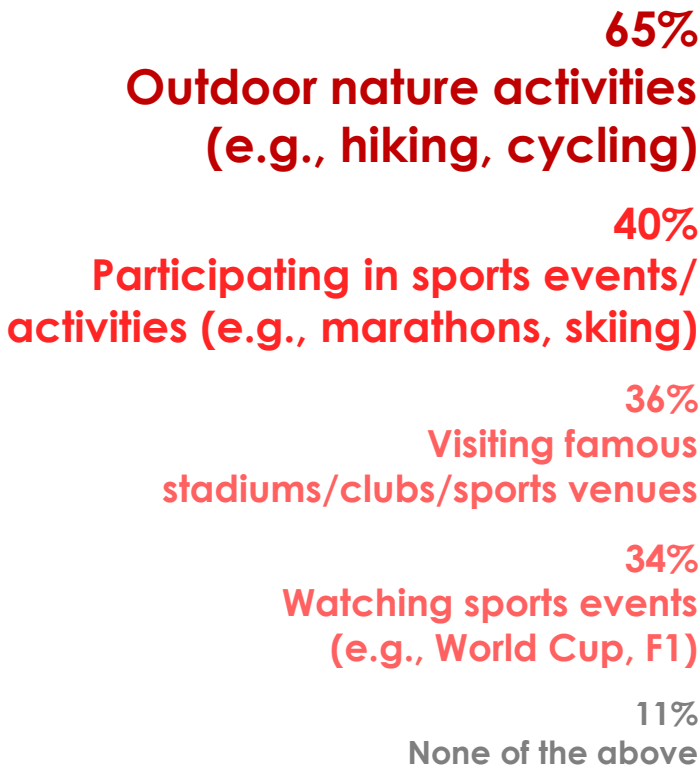 65%
Outdoor nature activities
(e.g., hiking, cycling)
40%
Participating in sports events/
activities (e.g., marathons, skiing)
36%
Visiting famous
stadiums/clubs/sports venues
34%
Watching sports events
(e.g., World Cup, F1)
11%
None of the above